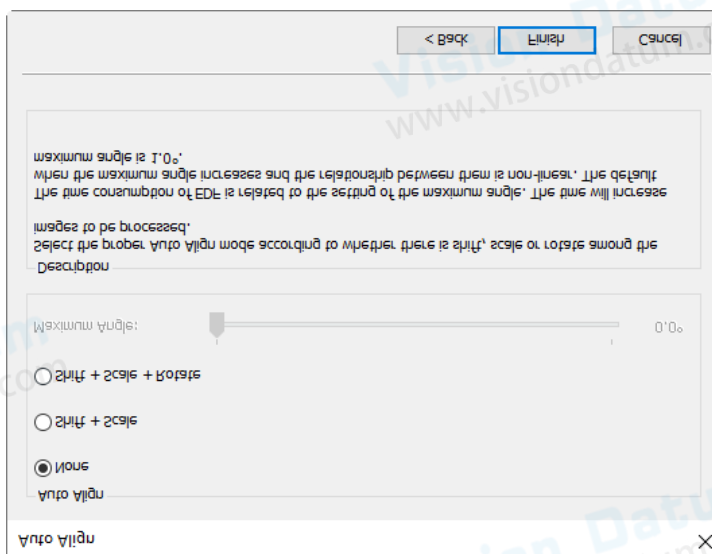 Auto Align
Auto Align
None
Shift + Scale
Shift + Scale + Rotate
Maximum Angle:
0.0°
Description
Select the proper Auto Align mode according to whether there is shift, scale or rotate among the
images to be processed.
The time consumption of EDF is related to the setting of the maximum angle. The time will increase
when the maximum angle increases and the relationship between them is non-linear. The default
maximum angle is 1.0°.
< Back
Finish
Cancel
Vision Datum
www.visiondatum.c